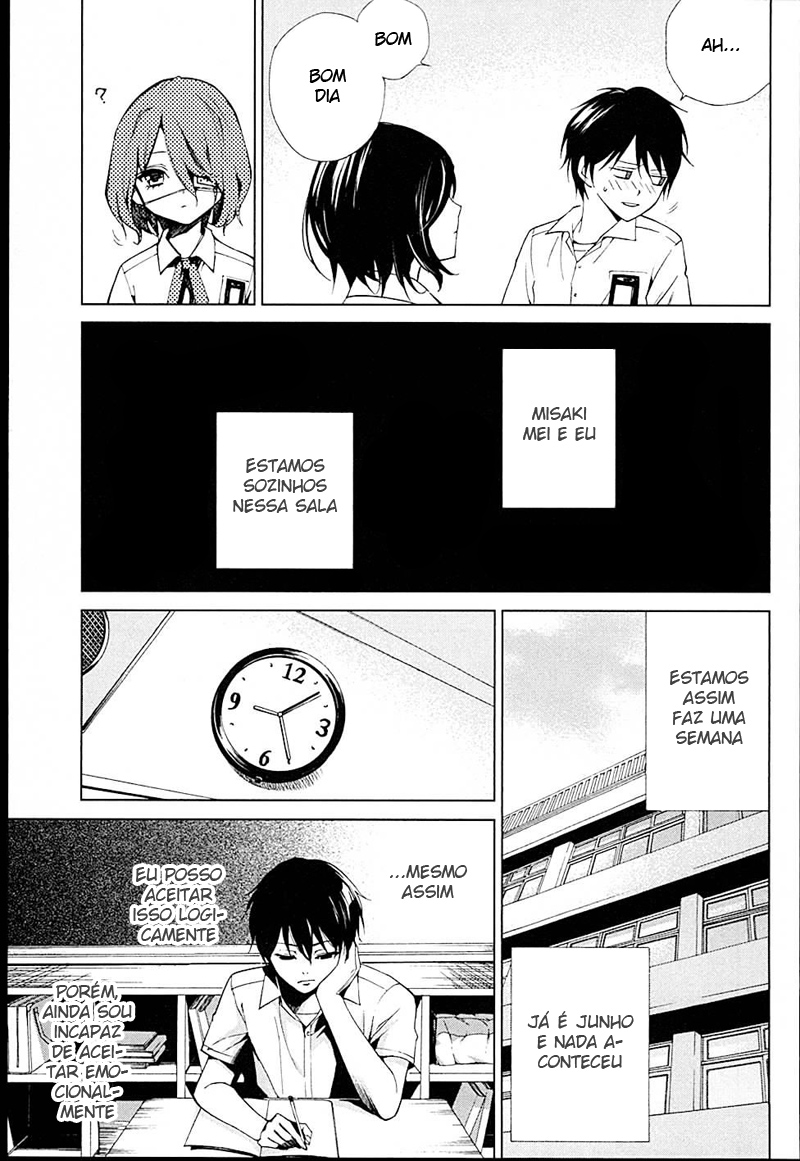 AH...
BOM
BOM
DIA
?
MISAKI
MEI E EU
ESTAMOS
SOZINHOS
NESSA SALA
ESTAMOS
ASSIM
FAZ UMA
SEMANA
JÁ É JUNHO
E NADA A-
CONTECEU
12
9
3
6
...MESMO
ASSIM
EU POSSO
ACEITAR
ISSO LOGI-
CAMENTE
PORÉM
AINDA SOU
INCAPAZ
DE ACEI-
TAR EMO-
CIONAL-
MENTE